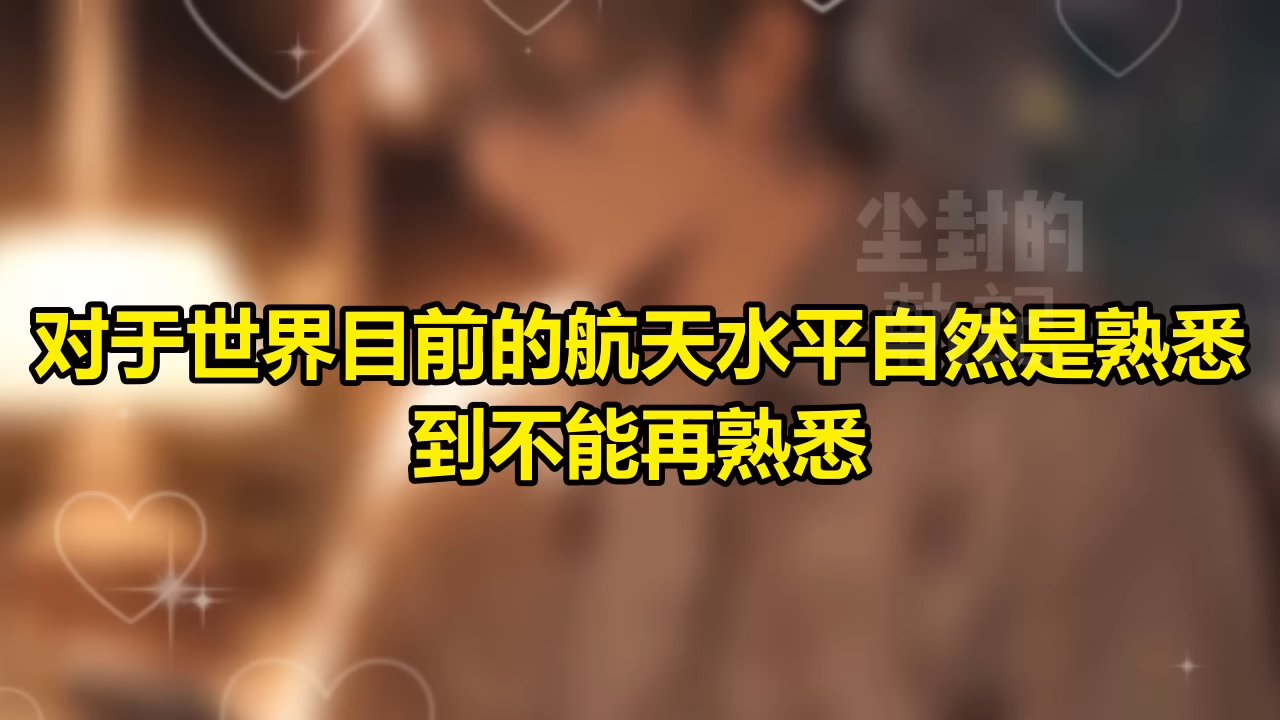 尘封的
对于世界目前的航天水平自然是熟悉
到不能再熟悉